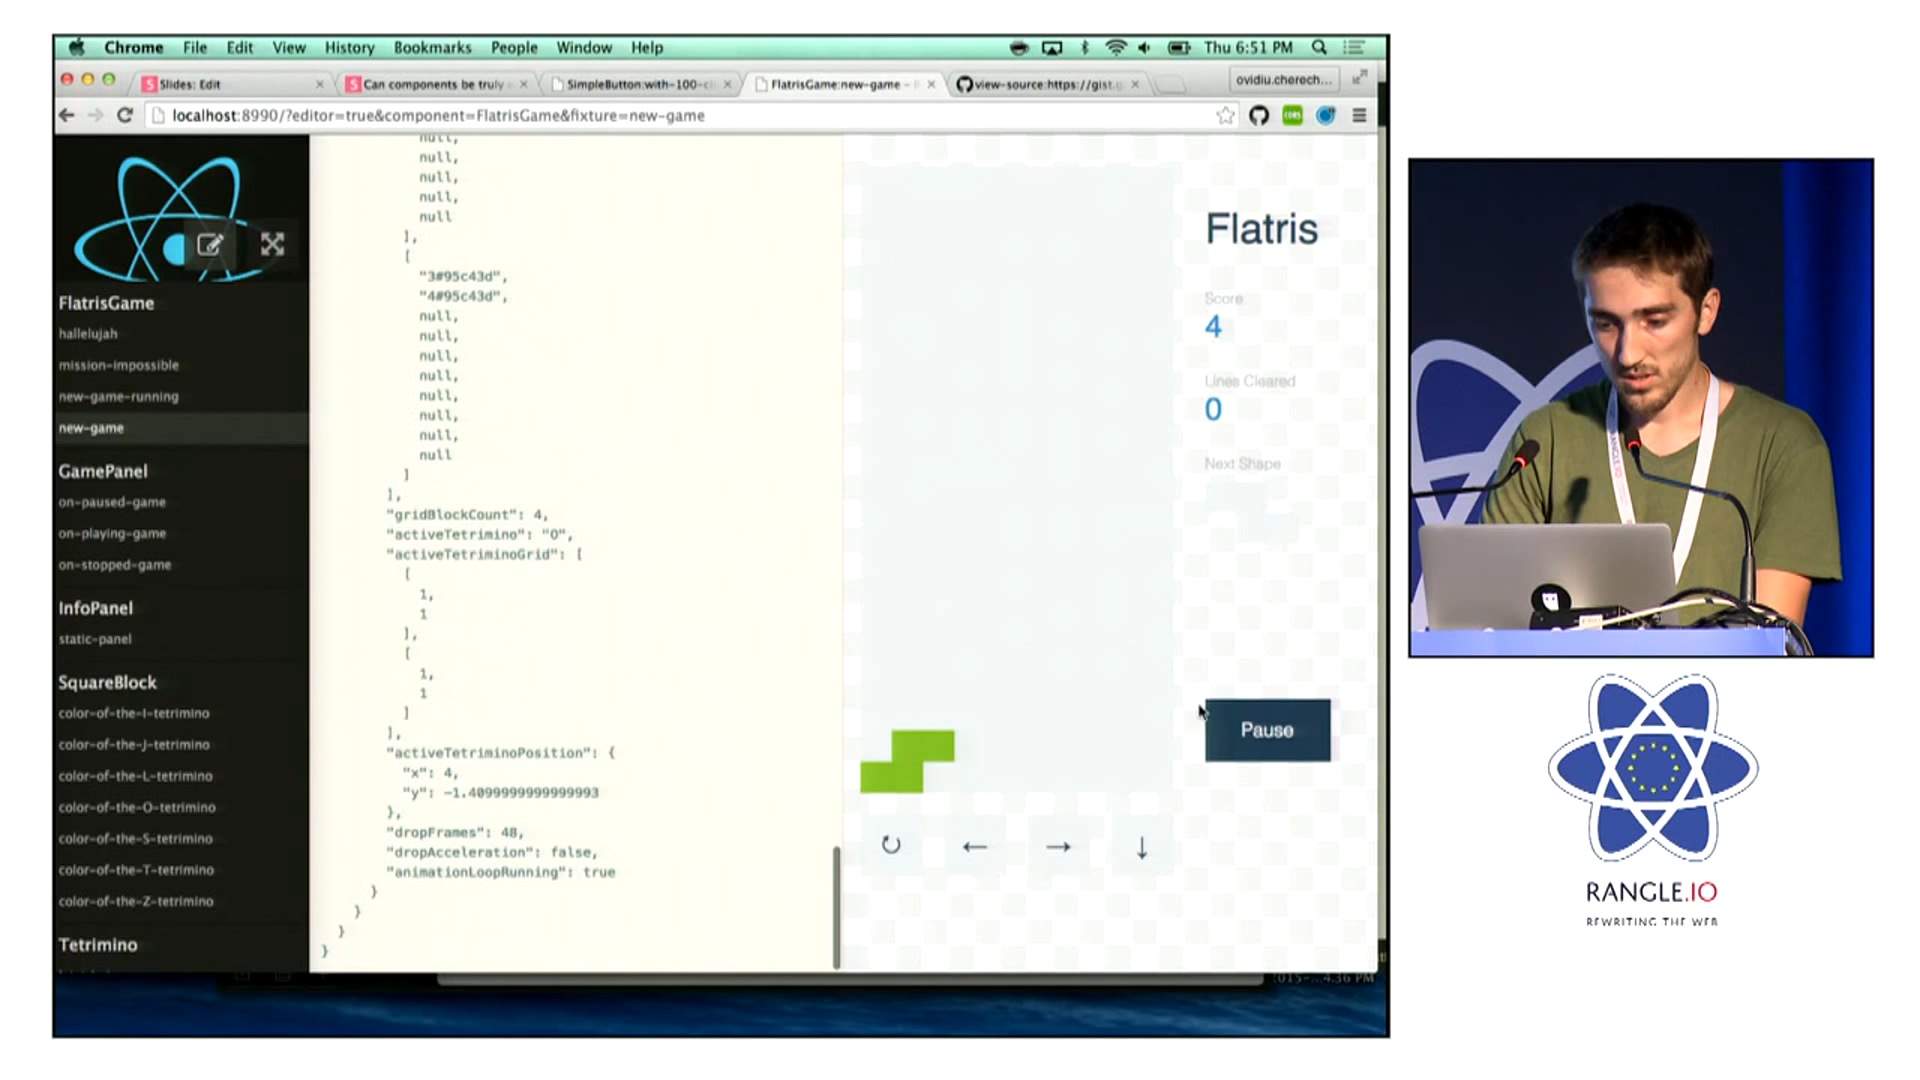 Chrome File Edit View History Bookmarks People Window Help Thu 6:51 PM
Slides: Edit × Can components be truly × SimpleButton:with-100-c × FlatrisGame:new-game – × view-source:https://gist.g × ovidiu.cherech...
localhost:8990/?editor=true&component=FlatrisGame&fixture=new-game
FlatrisGame
hallelujah
mission-impossible
new-game-running
new-game
GamePanel
on-paused-game
on-playing-game
on-stopped-game
InfoPanel
static-panel
SquareBlock
color-of-the-I-tetrimino
color-of-the-J-tetrimino
color-of-the-L-tetrimino
color-of-the-O-tetrimino
color-of-the-S-tetrimino
color-of-the-T-tetrimino
color-of-the-Z-tetrimino
Tetrimino
null,
null,
null,
null,
null
],
[
"3#95c43d",
"4#95c43d",
null,
null,
null,
null,
null,
null,
null,
null
]
],
"gridBlockCount": 4,
"activeTetrimino": "O",
"activeTetriminoGrid": [
[
1,
1
],
[
1,
1
]
],
"activeTetriminoPosition": {
"x": 4,
"y": -1.4099999999999993
},
"dropFrames": 48,
"dropAcceleration": false,
"animationLoopRunning": true
}
}
}
}
Flatris
Score
4
Lines Cleared
0
Next Shape
Pause
RANGLE.IO
REWRITING THE WEB